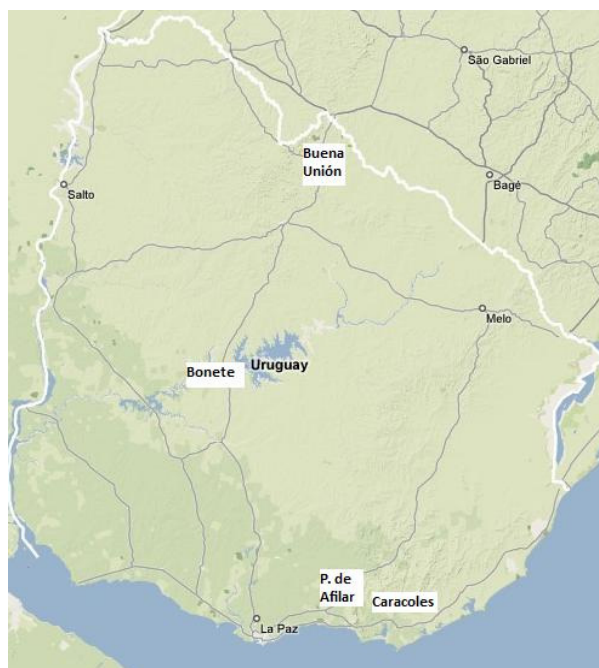 São Gabriel
Buena
Unión
Bagé
Salto
Melo
Uruguay
Bonete
P. de
Afilar
Caracoles
La Paz